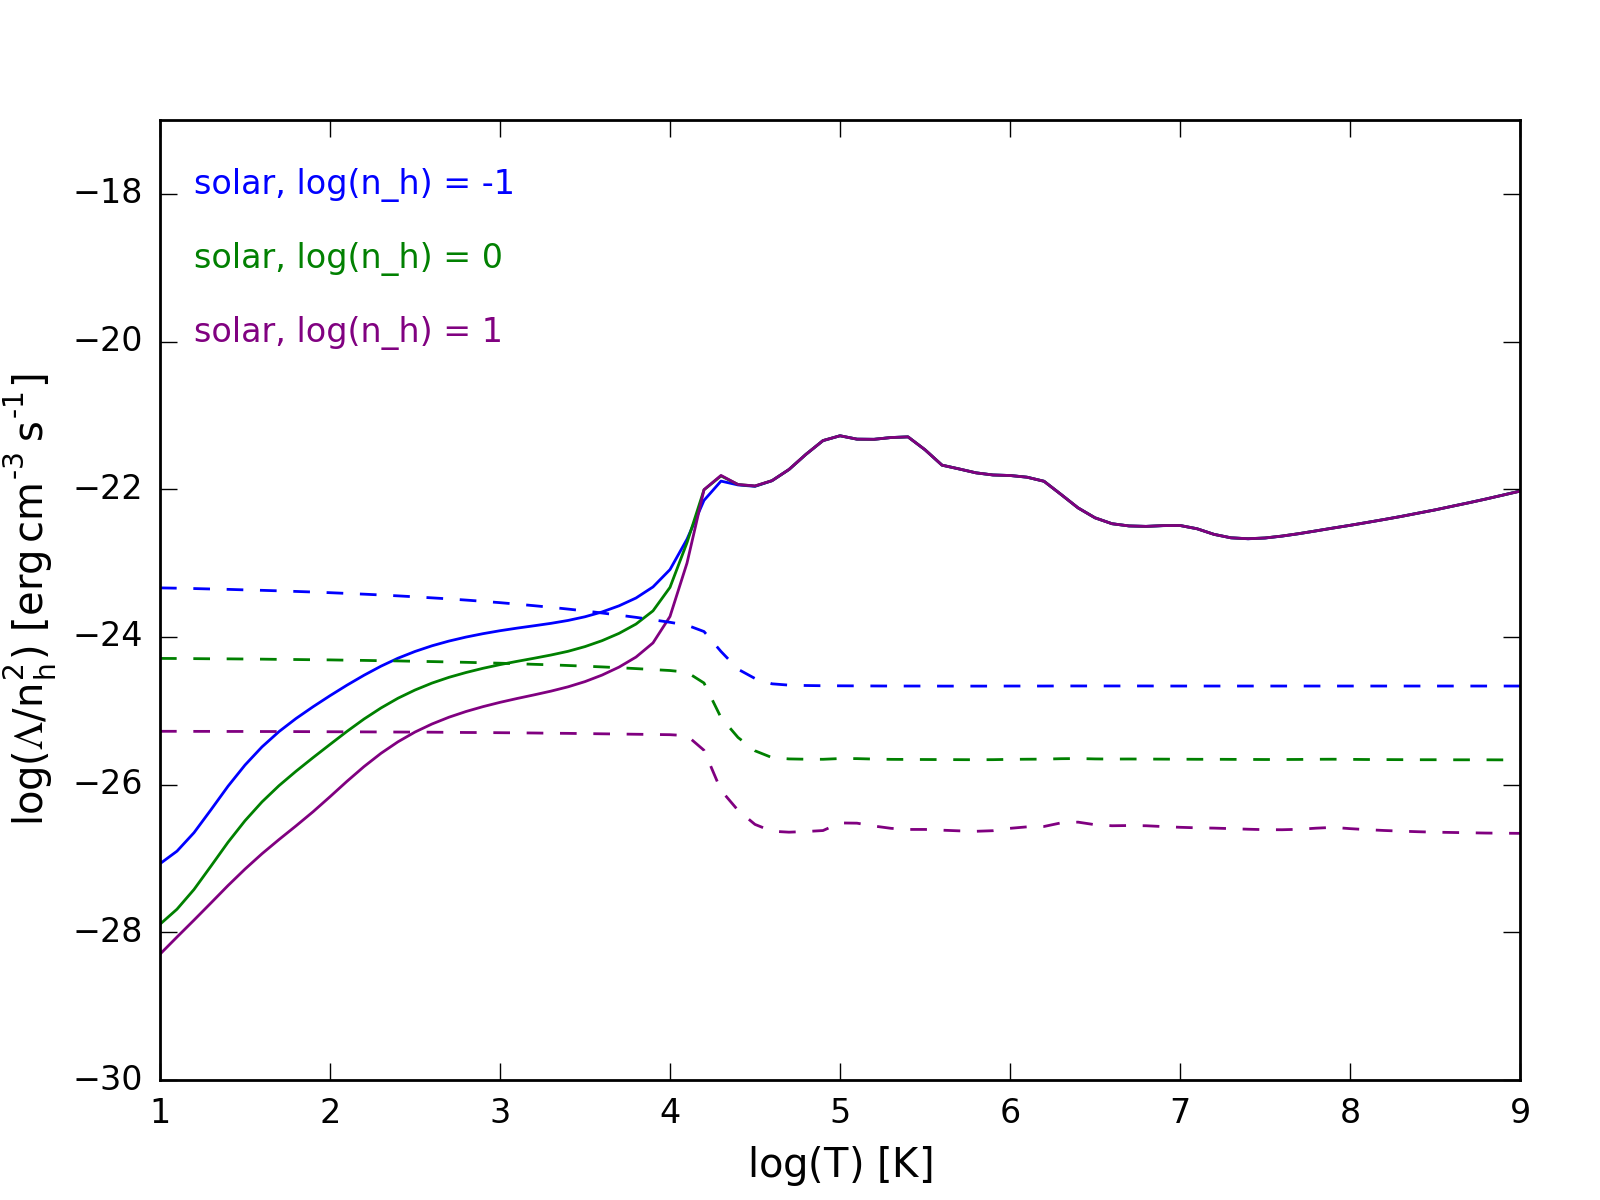 solar, log(n_h) = -1
solar, log(n_h) = 0
solar, log(n_h) = 1
−18
−20
−22
−24
−26
−28
−30
log(Λ/n_h^2) [erg cm^-3 s^-1]
1 2 3 4 5 6 7 8 9
log(T) [K]